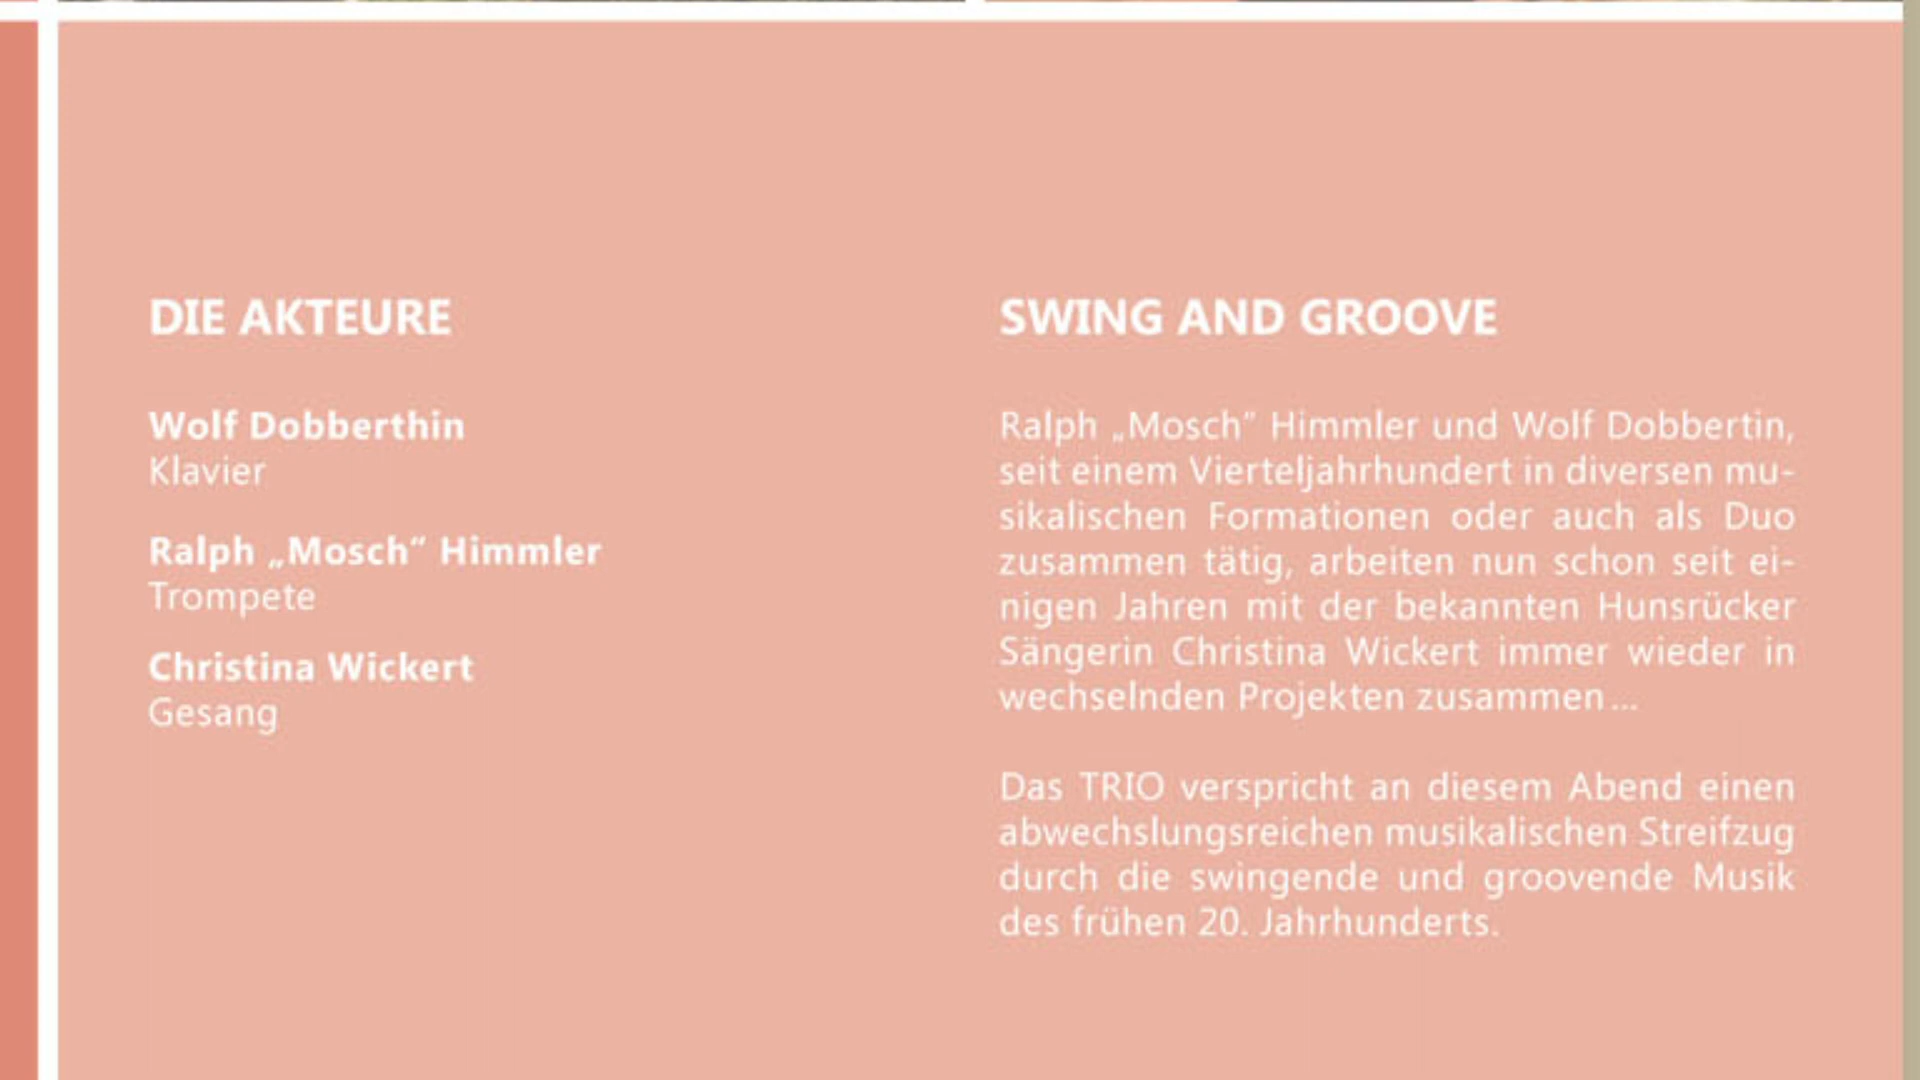 DIE AKTEURE
Wolf Dobberthin
Klavier
Ralph „Mosch“ Himmler
Trompete
Christina Wickert
Gesang
SWING AND GROOVE
Ralph „Mosch“ Himmler und Wolf Dobbertin,
seit einem Vierteljahrhundert in diversen mu-
sikalischen Formationen oder auch als Duo
zusammen tätig, arbeiten nun schon seit ei-
nigen Jahren mit der bekannten Hunsrücker
Sängerin Christina Wickert immer wieder in
wechselnden Projekten zusammen...
Das TRIO verspricht an diesem Abend einen
abwechslungsreichen musikalischen Streifzug
durch die swingende und groovende Musik
des frühen 20. Jahrhunderts.